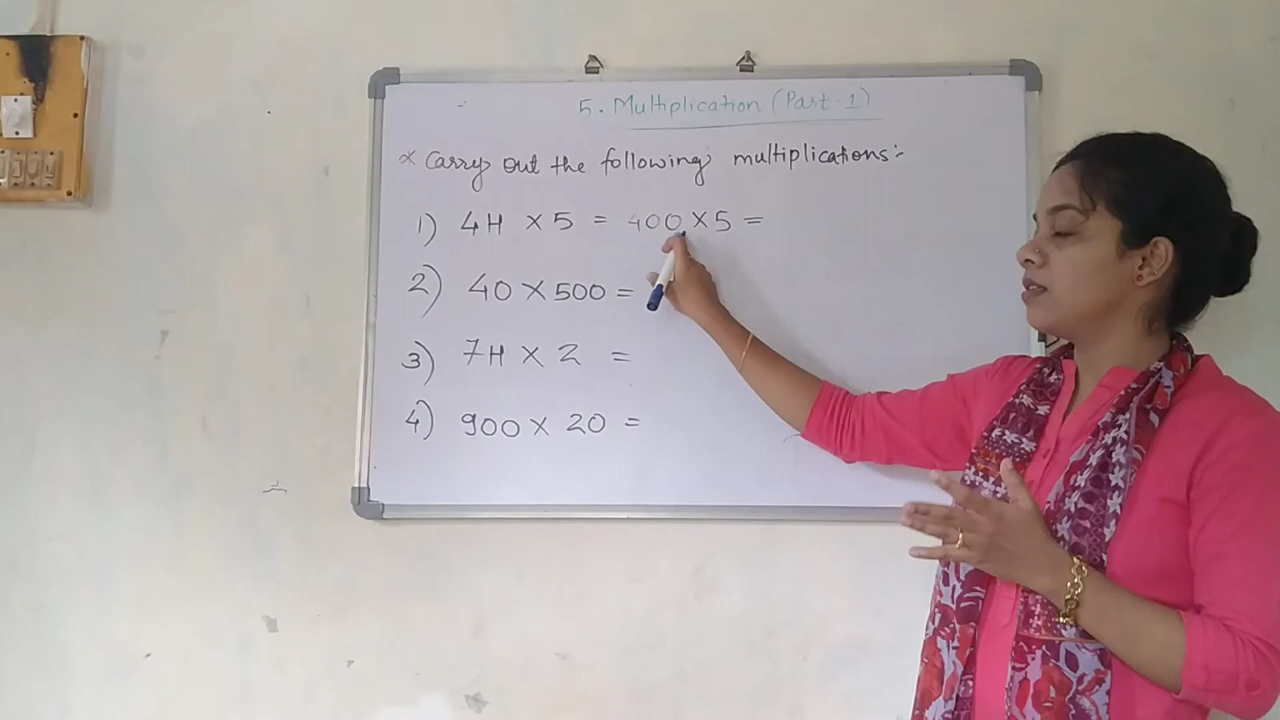 5. Multiplication (Part-1)
* Carry out the following multiplications:-
1) 4H × 5 = 400 × 5 =
2) 40 × 500 =
3) 7H × 2 =
4) 900 × 20 =